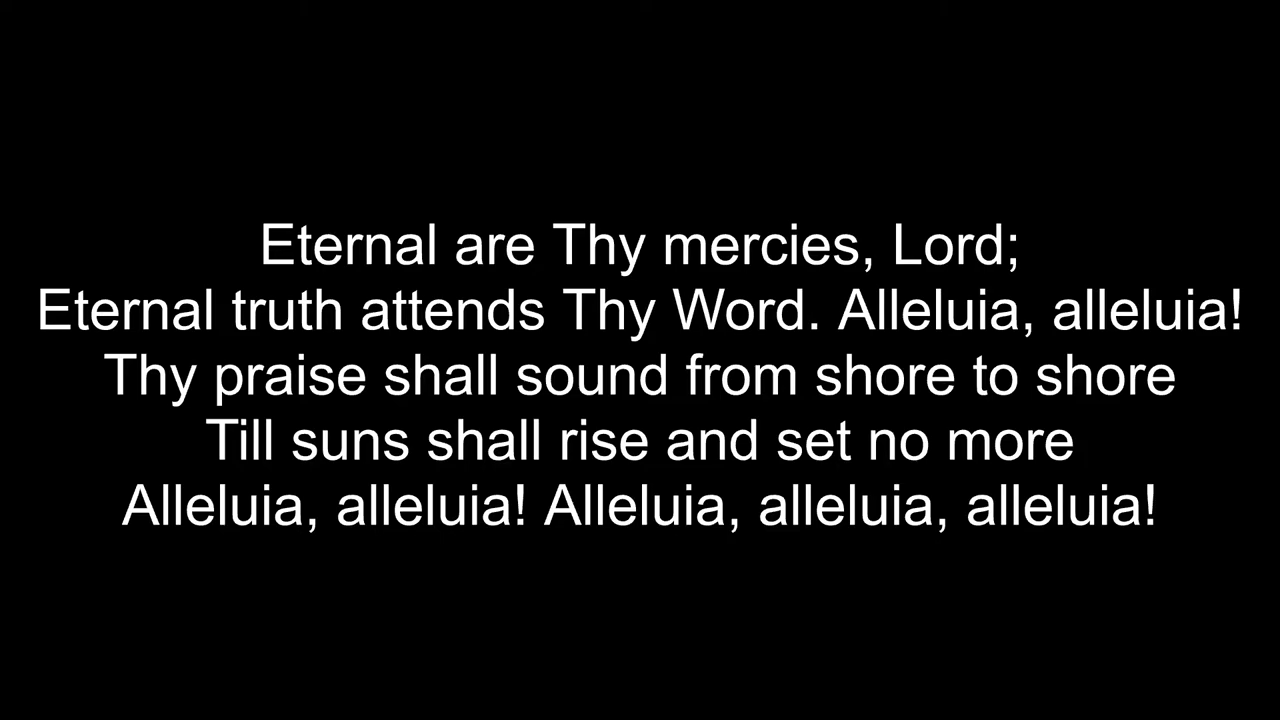 Eternal are Thy mercies, Lord;
Eternal truth attends Thy Word. Alleluia, alleluia!
Thy praise shall sound from shore to shore
Till suns shall rise and set no more
Alleluia, alleluia! Alleluia, alleluia, alleluia!